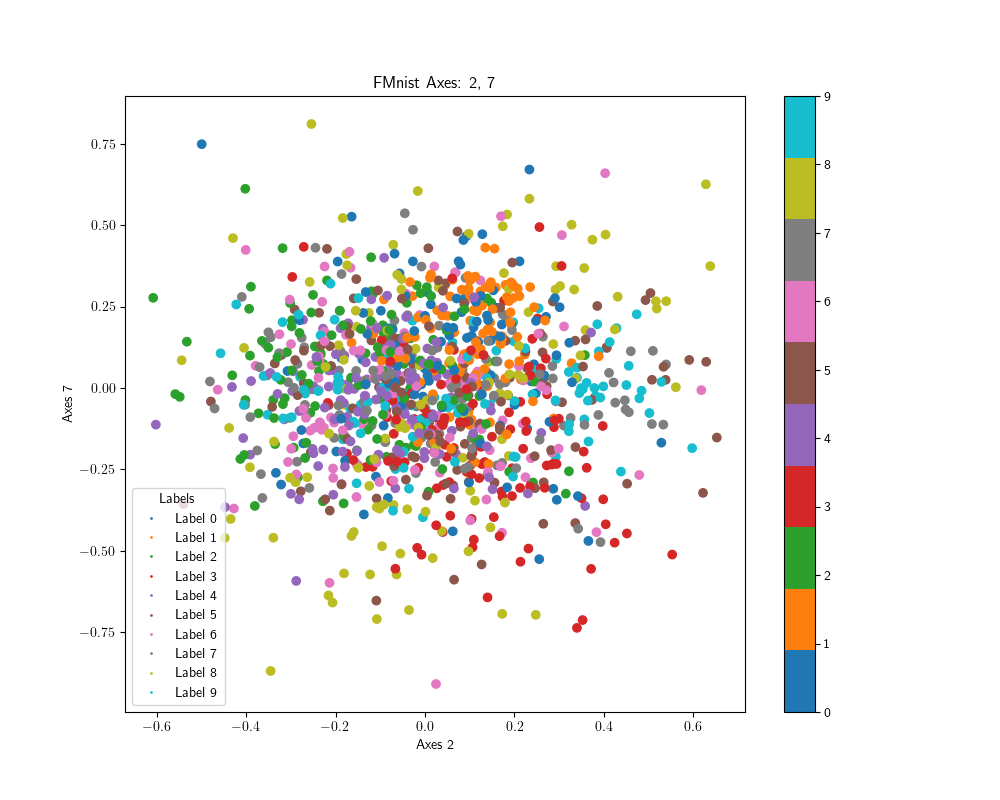 FMnist Axes: 2, 7
Axes 7
0.75
0.50
0.25
0.00
−0.25
−0.50
−0.75
Labels
Label 0
Label 1
Label 2
Label 3
Label 4
Label 5
Label 6
Label 7
Label 8
Label 9
−0.6 −0.4 −0.2 0.0 0.2 0.4 0.6
Axes 2
9
8
7
6
5
4
3
2
1
0